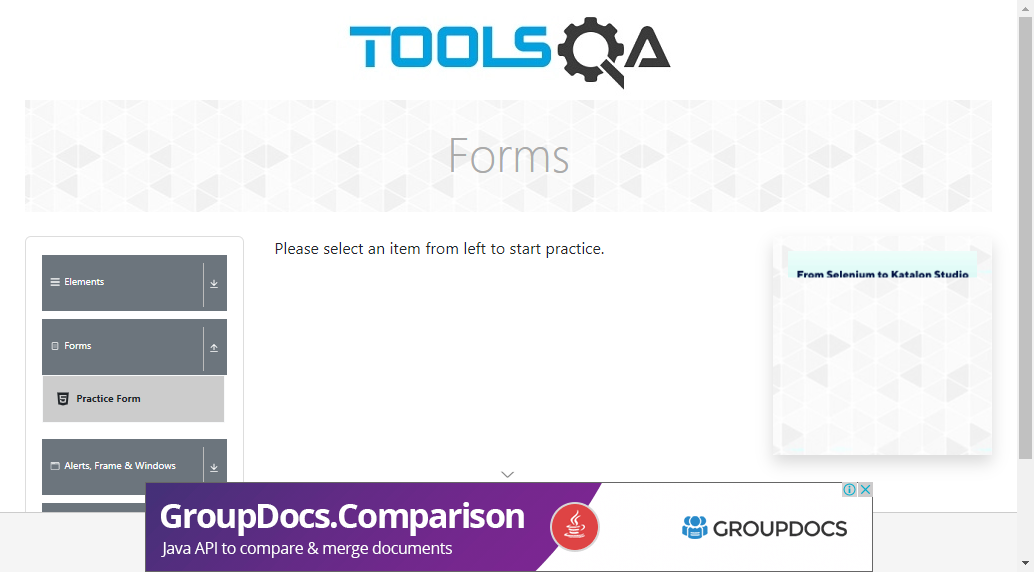 TOOLSQA
Forms
Elements
Forms
Practice Form
Alerts, Frame & Windows
Please select an item from left to start practice.
From Selenium to Katalon Studio
GroupDocs.Comparison
Java API to compare & merge documents
GROUPDOCS